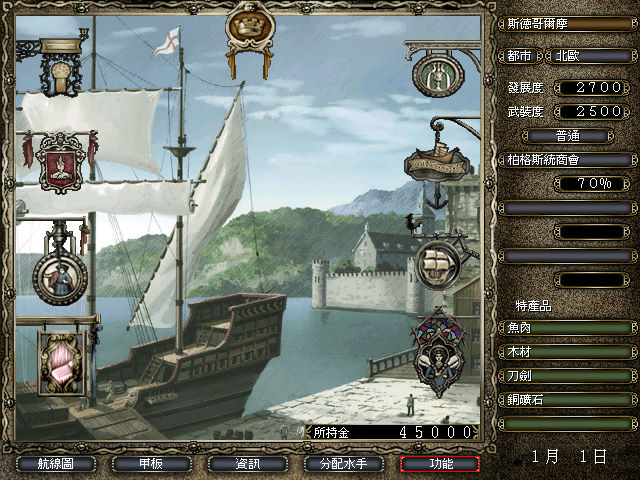 斯德哥爾摩
都市 北歐
發展度 2700
武裝度 2500
普通
柏格斯統商會
70%
特產品
魚肉
木材
刀劍
銅礦石
所持金 45000
航線圖 甲板 資訊 分配水手 功能
1月 1日